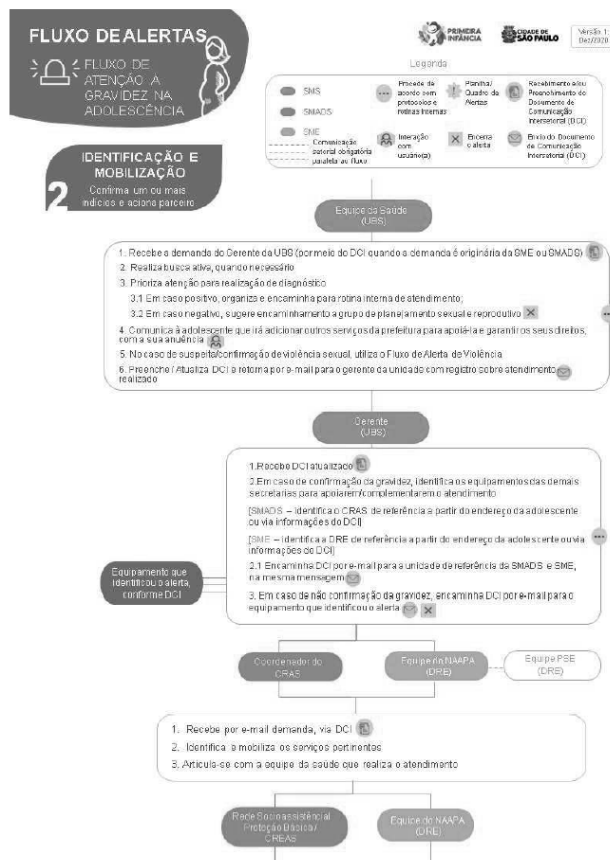 FLUXO DE ALERTAS
FLUXO DE
ATENÇÃO A
GRAVIDEZ NA
ADOLESCÊNCIA
PRIMEIRA
INFÂNCIA
CIDADE DE
SÃO PAULO
Versão 1:
Dez/2020
Legenda
SMS
SMADS
SME
Comunicação
setorial obrigatória
paralela ao fluxo
Procede de
acordo com
protocolos e
rotinas internas
Planilha/
Quadro de
Alertas
Recebimento e/ou
Preenchimento do
Documento de
Comunicação
Intersetorial (DCI)
Interação
com
usuário(a)
Encerra
o alerta
Envio do Documento
de Comunicação
Intersetorial (DCI)
2
IDENTIFICAÇÃO E
MOBILIZAÇÃO
Confirma um ou mais
indícios e aciona parceiro
Equipe da Saúde
(UBS)
1. Recebe a demanda do Gerente da UBS (por meio do DCI quando a demanda é originária da SME ou SMADS)
2. Realiza busca ativa, quando necessário
3. Prioriza atenção para realização de diagnóstico
3.1 Em caso positivo, organiza e encaminha para rotina interna de atendimento;
3.2 Em caso negativo, sugere encaminhamento a grupo de planejamento sexual e reprodutivo
4. Comunica à adolescente que irá adicionar outros serviços da prefeitura para apoiá-la e garantir os seus direitos,
com a sua anuência
5. No caso de suspeita/confirmação de violência sexual, utiliza o Fluxo de Alerta de Violência
6. Preenche / Atualiza DCI e retorna por e-mail para o gerente da unidade com registro sobre atendimento
realizado
Gerente
(UBS)
1.Recebe DCI atualizado
2.Em caso de confirmação da gravidez, identifica os equipamentos das demais
secretarias para apoiarem/complementarem o atendimento
[SMADS – Identifica o CRAS de referência a partir do endereço da adolescente
ou via informações do DCI]
[SME – Identifica a DRE de referência a partir do endereço da adolescente ou via
informações do DCI]
2.1 Encaminha DCI por e-mail para a unidade de referência da SMADS e SME,
na mesma mensagem
3. Em caso de não confirmação da gravidez, encaminha DCI por e-mail para o
equipamento que identificou o alerta
Equipamento que
identificou o alerta,
conforme DCI
Coordenador do
CRAS
Equipe do NAAPA
(DRE)
Equipe PSE
(DRE)
1. Recebe por e-mail demanda, via DCI
2. Identifica e mobiliza os serviços pertinentes
3. Articula-se com a equipe da saúde que realiza o atendimento
Rede Socioassistencial
Proteção Básica /
CREAS
Equipe do NAAPA
(DRE)